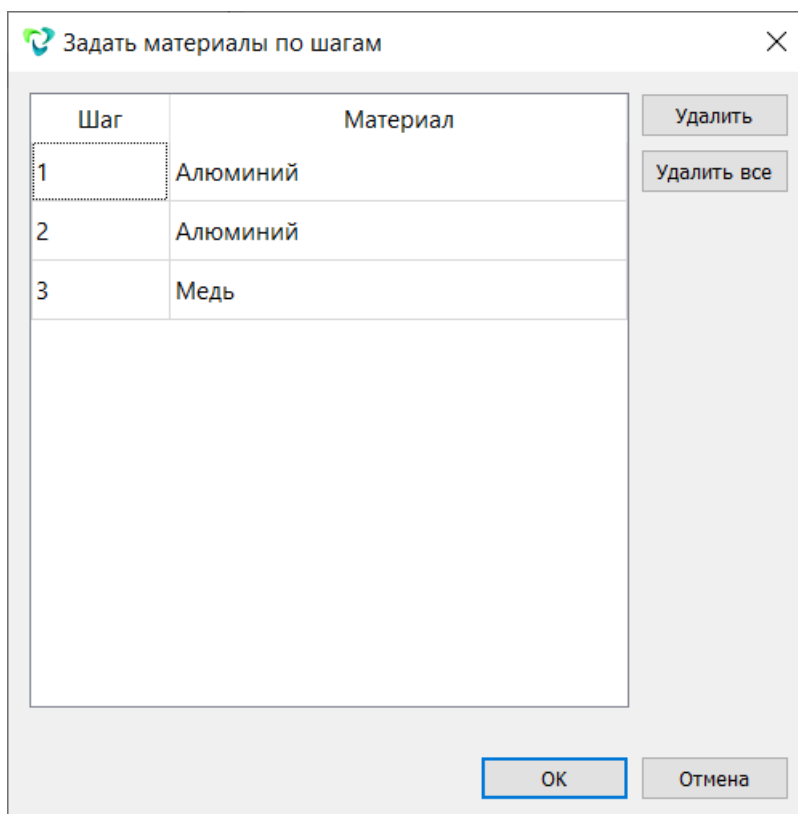 Задать материалы по шагам
Шаг Материал
Удалить
1 Алюминий
Удалить все
2 Алюминий
3 Медь
OK Отмена